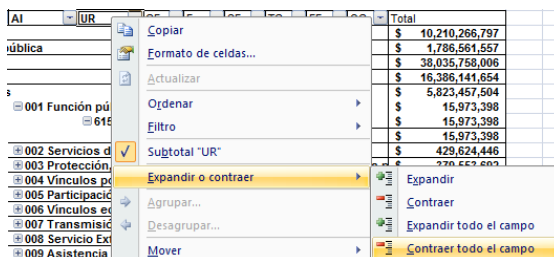 AI UR Total
Copiar $ 10,210,266,797
ública $ 1,786,561,557
Formato de celdas... $ 38,035,758,006
$ 16,386,141,654
Actualizar $ 5,823,457,504
001 Función pú Ordenar $ 15,973,398
615 Filtro $ 15,973,398
$ 15,973,398
002 Servicios d Subtotal "UR" $ 429,624,446
003 Protección,
004 Vínculos po Expandir o contraer Expandir
005 Participació Agrupar... Contraer
006 Vínculos ec
007 Transmisió Desagrupar... Expandir todo el campo
008 Servicio Ext
009 Asistencia Mover Contraer todo el campo